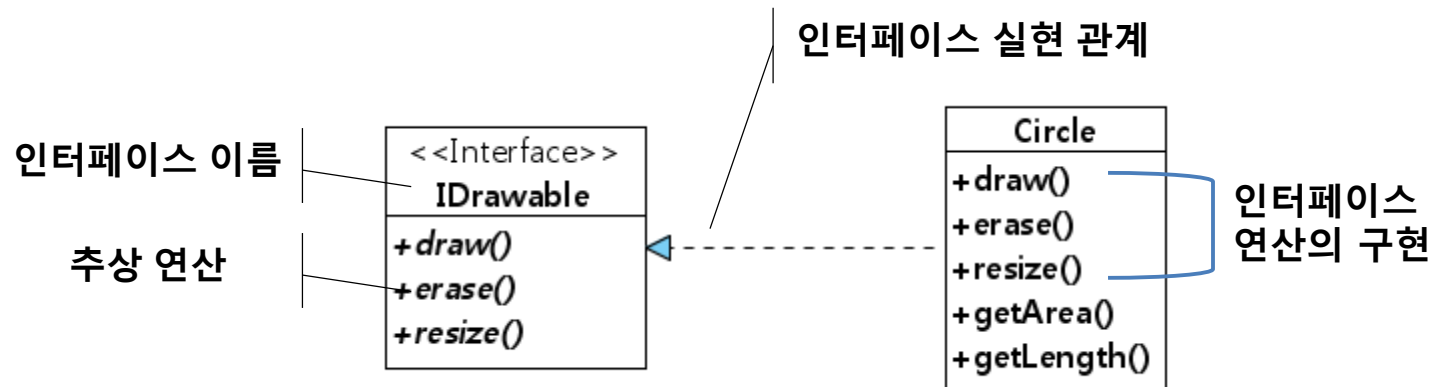 인터페이스 실현 관계
인터페이스 이름
추상 연산
<<Interface>>
IDrawable
+draw()
+erase()
+resize()
Circle
+draw()
+erase()
+resize()
+getArea()
+getLength()
인터페이스
연산의 구현